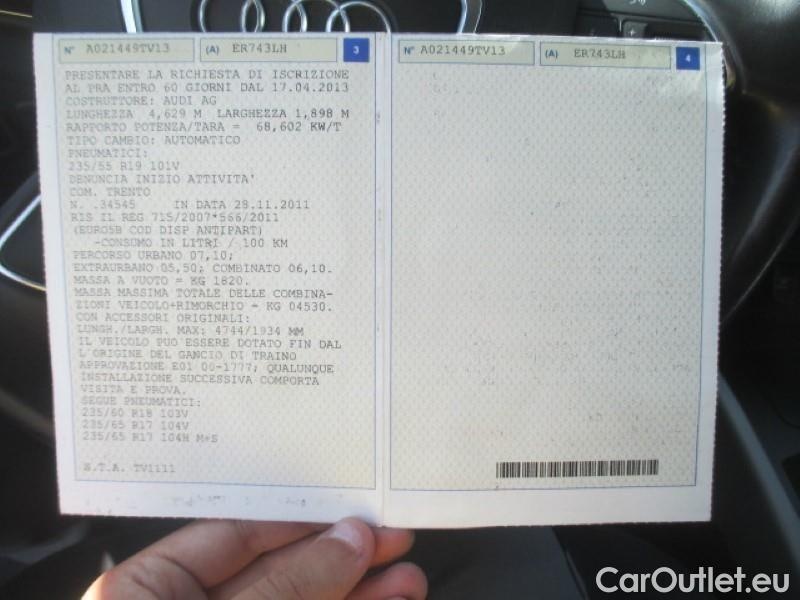 N° A021449TV13 (A) ER743LH 3
PRESENTARE LA RICHIESTA DI ISCRIZIONE
AL PRA ENTRO 60 GIORNI DAL 17.04.2013
COSTRUTTORE: AUDI AG
LUNGHEZZA 4,629 M LARGHEZZA 1,898 M
RAPPORTO POTENZA/TARA = 68,602 KW/T
TIPO CAMBIO: AUTOMATICO
PNEUMATICI:
235/55 R19 101V
DENUNCIA INIZIO ATTIVITA'
COM. TRENTO
N. .34545 IN DATA 28.11.2011
RIS IL REG 715/2007*566/2011
(EURO5B COD DISP ANTIPART)
-CONSUMO IN LITRI / 100 KM
PERCORSO URBANO 07,10;
EXTRAURBANO 05,50; COMBINATO 06,10.
MASSA A VUOTO = KG 1820.
MASSA MASSIMA TOTALE DELLE COMBINA-
ZIONI VEICOLO+RIMORCHIO = KG 04530.
CON ACCESSORI ORIGINALI:
LUNGH./LARGH. MAX: 4744/1934 MM
IL VEICOLO PUO ESSERE DOTATO FIN DAL
L'ORIGINE DEL GANCIO DI TRAINO
APPROVAZIONE E01 00-1777; QUALUNQUE
INSTALLAZIONE SUCCESSIVA COMPORTA
VISITA E PROVA.
SEGUE PNEUMATICI:
235/60 R18 103V
235/65 R17 104V
235/65 R17 104H M+S
S.T.A. TV1111
N° A021449TV13 (A) ER743LH 4
CarOutlet.eu